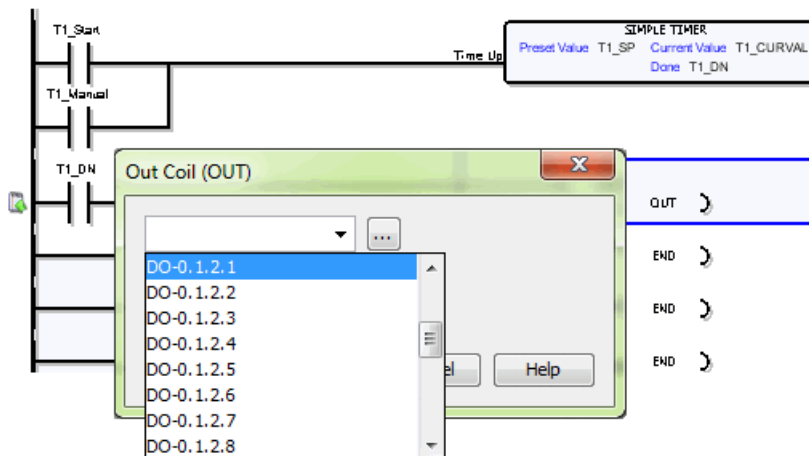 T1_Start
SIMPLE TIMER
Time Up
Preset Value T1_SP Current Value T1_CURVAL
Done T1_DN
T1_Manual
T1_DN
Out Coil (OUT)
OUT
...
DO-0.1.2.1
END
DO-0.1.2.2
DO-0.1.2.3
END
DO-0.1.2.4
DO-0.1.2.5
Help
END
DO-0.1.2.6
DO-0.1.2.7
DO-0.1.2.8